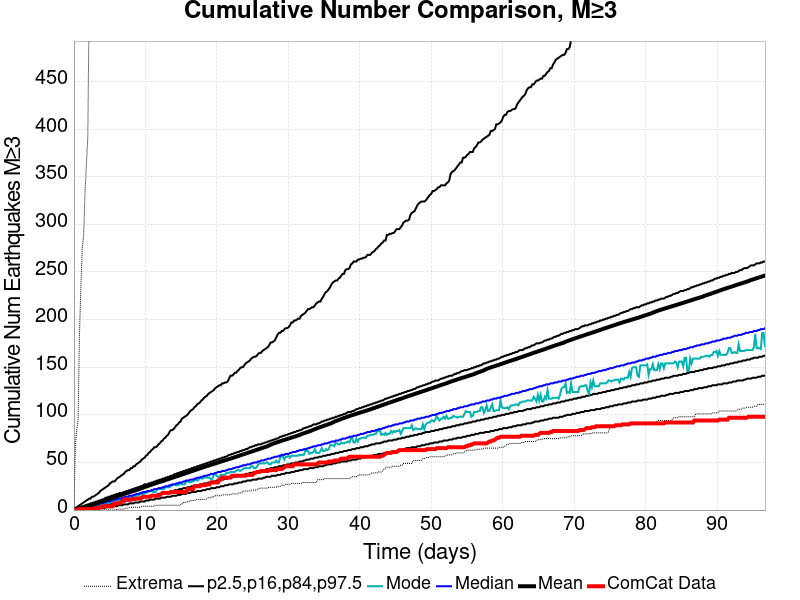 Cumulative Number Comparison, M≥3
Cumulative Num Earthquakes M≥3
450
400
350
300
250
200
150
100
50
0
0 10 20 30 40 50 60 70 80 90
Time (days)
Extrema p2.5,p16,p84,p97.5 Mode Median Mean ComCat Data